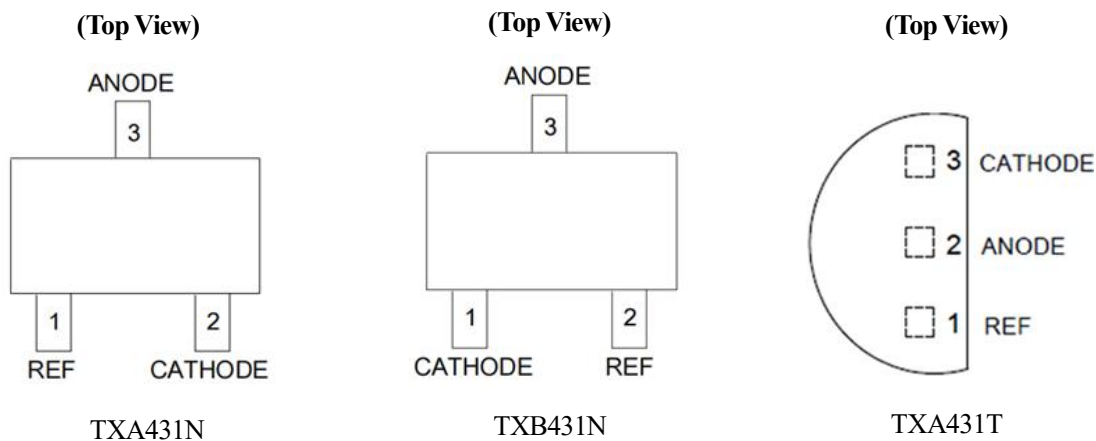 (Top View)
ANODE
3
1
2
REF
CATHODE
TXA431N
(Top View)
ANODE
3
1
2
CATHODE
REF
TXB431N
(Top View)
3 CATHODE
2 ANODE
1 REF
TXA431T